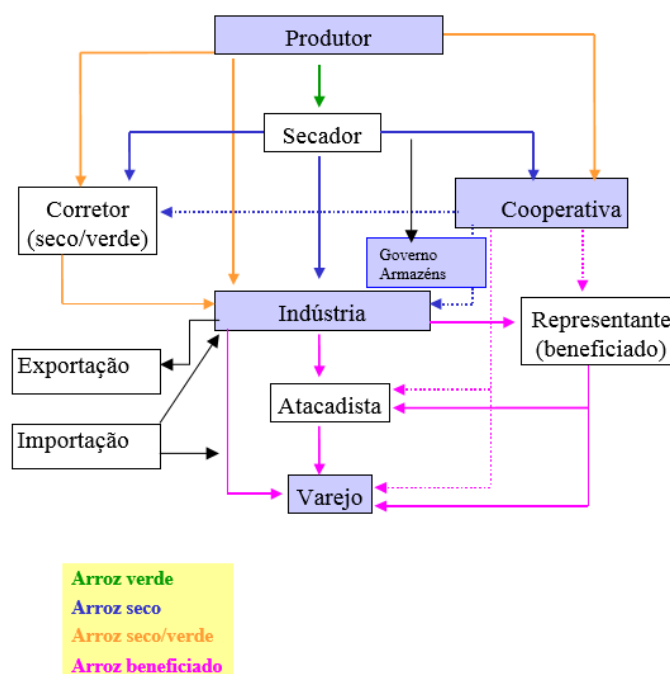 Produtor
Secador
Corretor
(seco/verde)
Cooperativa
Governo
Armazéns
Indústria
Representante
(beneficiado)
Exportação
Atacadista
Importação
Varejo
Arroz verde
Arroz seco
Arroz seco/verde
Arroz beneficiado